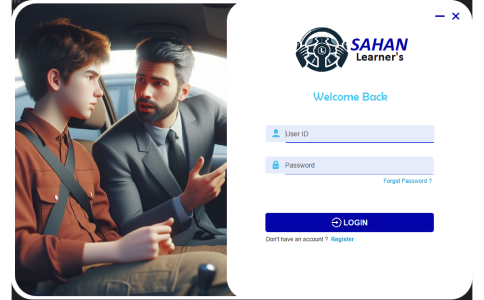 SAHAN
Learner's
Welcome Back
User ID
Password
Forgot Password ?
LOGIN
Don't have an account ? Register